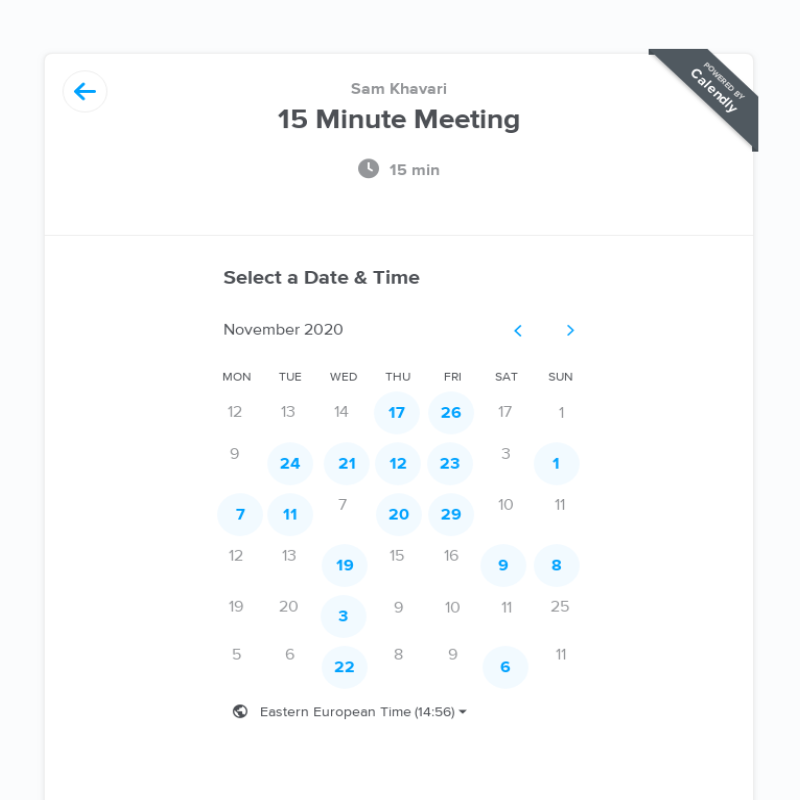 Sam Khavari
15 Minute Meeting
POWERED BY
Calendly
15 min
Select a Date & Time
November 2020
MON TUE WED THU FRI SAT SUN
12 13 14 17 26 17 1
9 24 21 12 23 3 1
7 11 7 20 29 10 11
12 13 19 15 16 9 8
19 20 3 9 10 11 25
5 6 22 8 9 6 11
Eastern European Time (14:56)